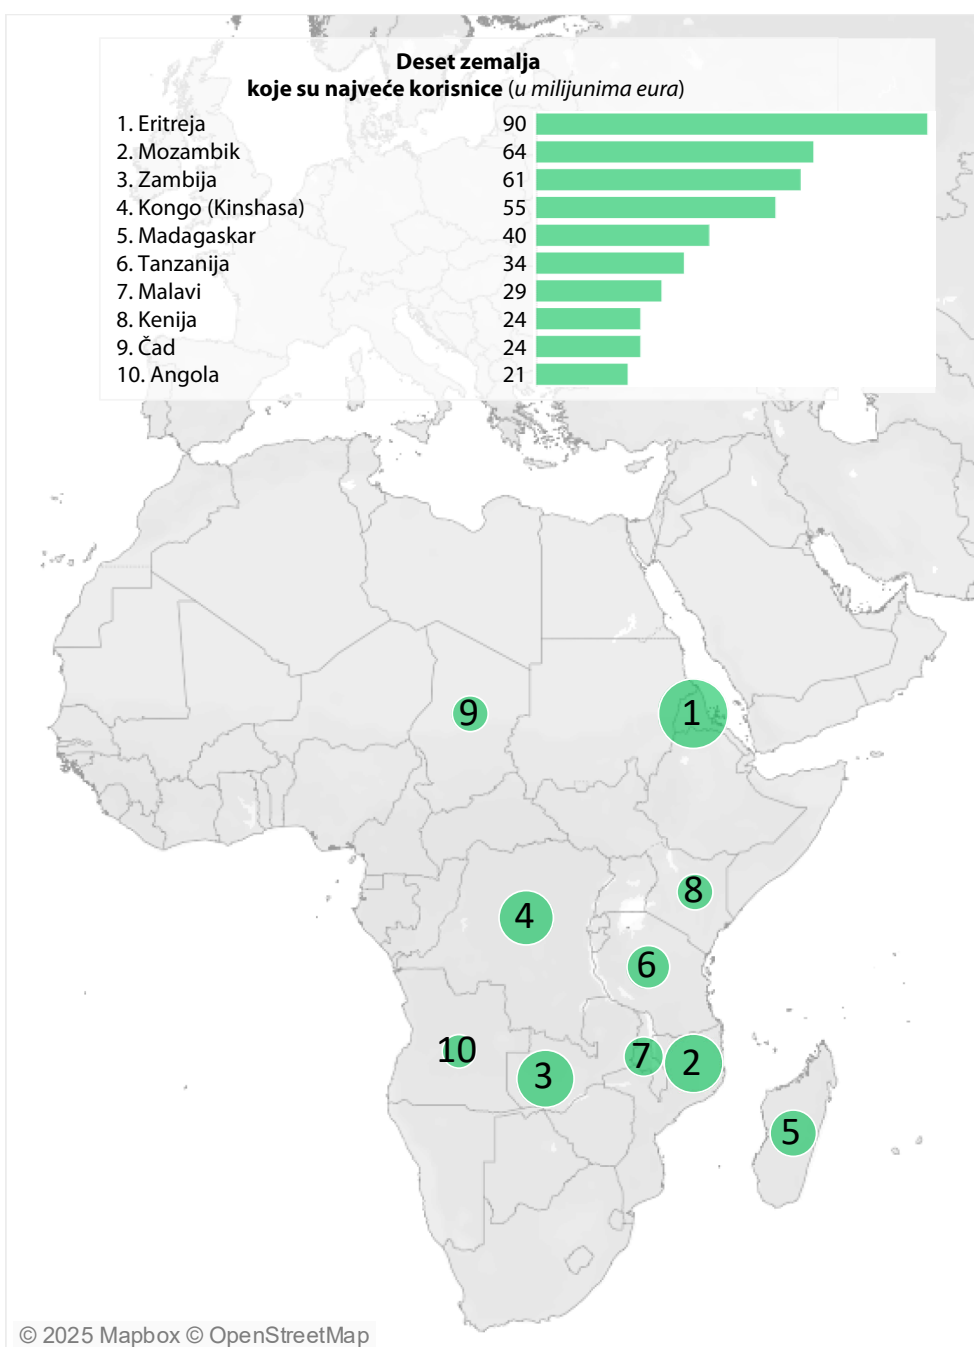 Deset zemalja
koje su najveće korisnice (u milijunima eura)
1. Eritreja 90
2. Mozambik 64
3. Zambija 61
4. Kongo (Kinshasa) 55
5. Madagaskar 40
6. Tanzanija 34
7. Malavi 29
8. Kenija 24
9. Čad 24
10. Angola 21
9
1
8
4
6
10
7
2
3
5
© 2025 Mapbox © OpenStreetMap